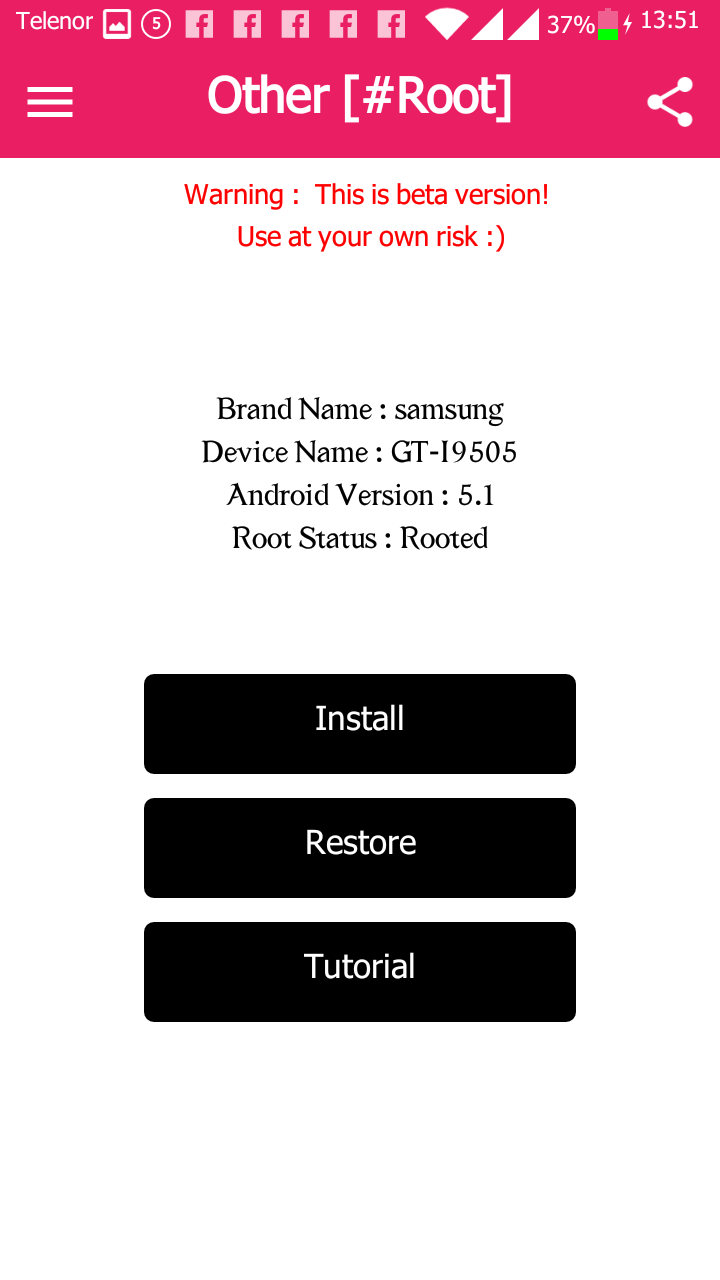 Telenor 5 37% 13:51
Other [#Root]
Warning :  This is beta version!
Use at your own risk :)
Brand Name : samsung
Device Name : GT-I9505
Android Version : 5.1
Root Status : Rooted
Install
Restore
Tutorial